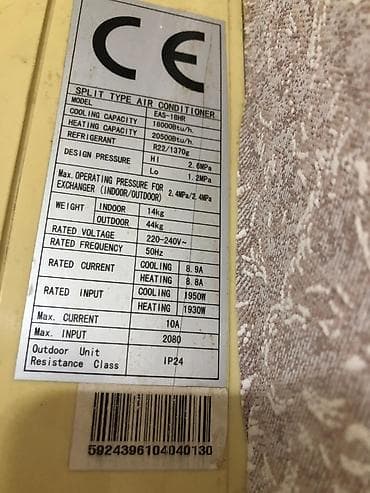 CE
SPLIT TYPE AIR CONDITIONER
MODEL EAS-18HR
COOLING CAPACITY 18000Btu/h.
HEATING CAPACITY 20500Btu/h.
REFRIGERANT R22/1370g
DESIGN PRESSURE HI 2.6MPa
Lo 1.2MPa
Max. OPERATING PRESSURE FOR
EXCHANGER (INDOOR/OUTDOOR) 2.4MPa/2.4MPa
WEIGHT INDOOR 14kg
OUTDOOR 44kg
RATED VOLTAGE 220-240V~
RATED FREQUENCY 50Hz
RATED CURRENT COOLING 8.9A
HEATING 8.8A
RATED INPUT COOLING 1950W
HEATING 1930W
Max. CURRENT 10A
Max. INPUT 2080
Outdoor Unit
Resistance Class IP24
5924396104040130